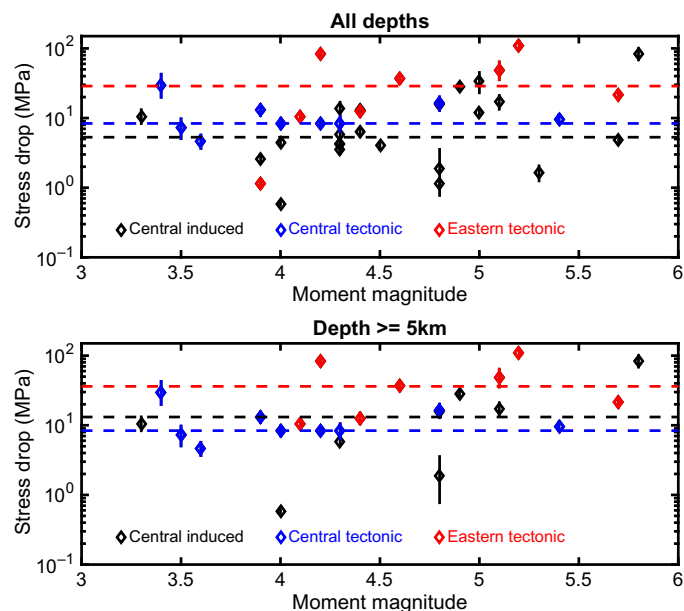 All depths
Stress drop (MPa)
10²
10¹
10⁰
10⁻¹
Central induced
Central tectonic
Eastern tectonic
3 3.5 4 4.5 5 5.5 6
Moment magnitude
Depth >= 5km
Stress drop (MPa)
10²
10¹
10⁰
10⁻¹
Central induced
Central tectonic
Eastern tectonic
3 3.5 4 4.5 5 5.5 6
Moment magnitude